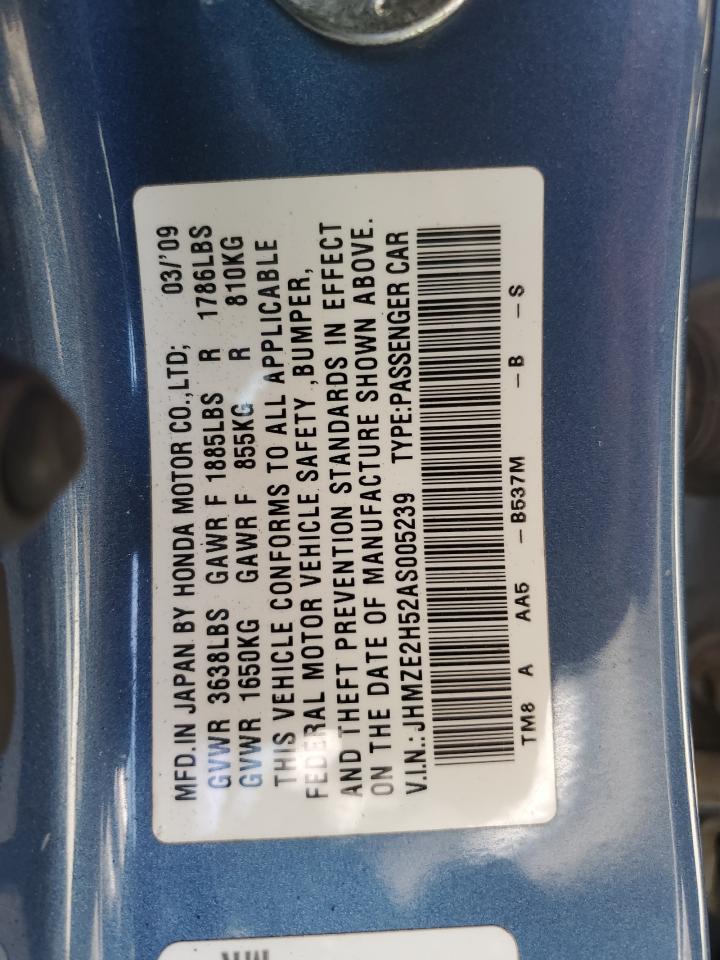 MFD.IN JAPAN BY HONDA MOTOR CO.,LTD; 03/'09
GVWR 3638LBS GAWR F 1885LBS R 1786LBS
GVWR 1650KG GAWR F 855KG R 810KG
THIS VEHICLE CONFORMS TO ALL APPLICABLE
FEDERAL MOTOR VEHICLE SAFETY ,BUMPER,
AND THEFT PREVENTION STANDARDS IN EFFECT
ON THE DATE OF MANUFACTURE SHOWN ABOVE.
V.I.N.: JHMZE2H52AS005239 TYPE:PASSENGER CAR
TM8 A AA5 -B537M -B -S